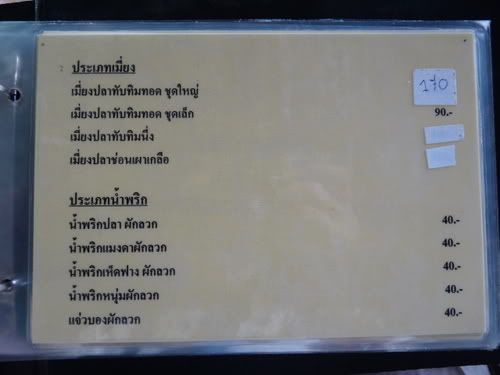 ประเภทเมี่ยง
เมี่ยงปลาทับทิมทอด ชุดใหญ่ 170
เมี่ยงปลาทับทิมทอด ชุดเล็ก 90.-
เมี่ยงปลาทับทิมนึ่ง
เมี่ยงปลาช่อนเผาเกลือ
ประเภทน้ำพริก
น้ำพริกปลา ผักลวก 40.-
น้ำพริกแมงดาผักลวก 40.-
น้ำพริกเห็ดฟาง ผักลวก 40.-
น้ำพริกหนุ่มผักลวก 40.-
แจ่วบองผักลวก 40.-